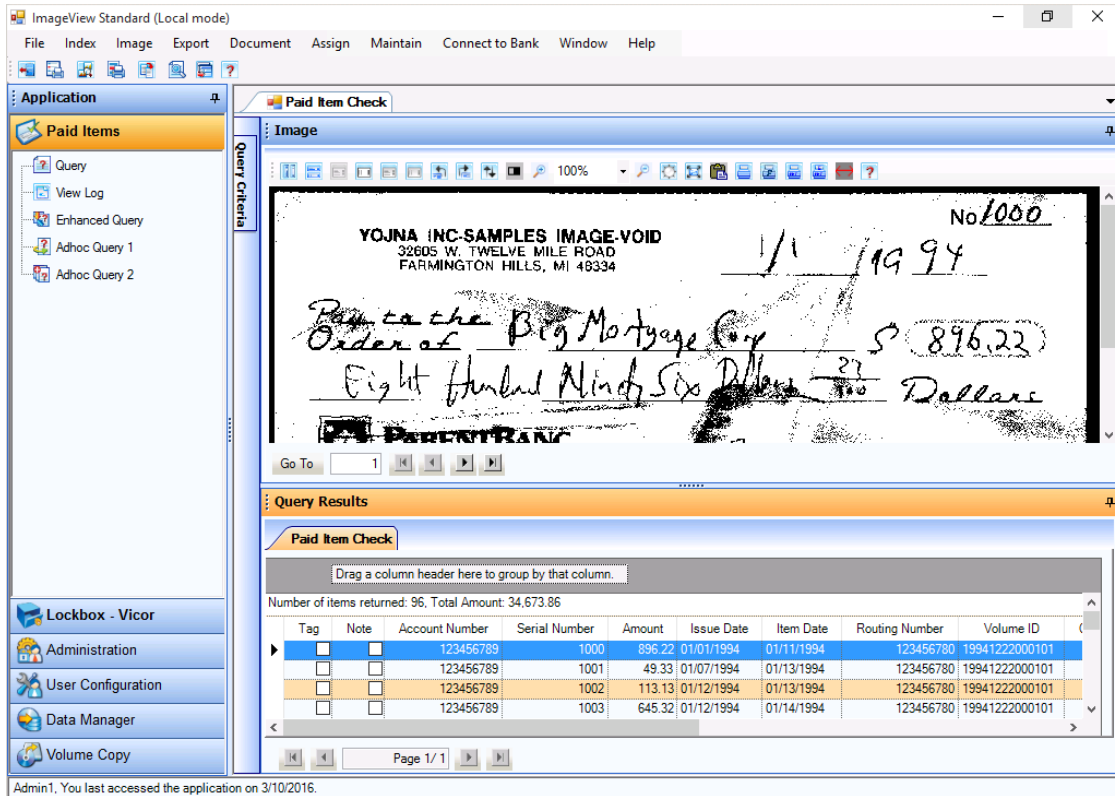 ImageView Standard (Local mode)
File Index Image Export Document Assign Maintain Connect to Bank Window Help
Application
Paid Items
Query
View Log
Enhanced Query
Adhoc Query 1
Adhoc Query 2
Lockbox - Vicor
Administration
User Configuration
Data Manager
Volume Copy
Paid Item Check
Query Criteria
Image
100%
No 1000
YOJNA INC-SAMPLES IMAGE-VOID
32605 W. TWELVE MILE ROAD
FARMINGTON HILLS, MI 48334
1/1/1994
Pay to the
Order of Big Mortgage Corp $ 896.22
Eight Hundred Ninety Six Dollars 22/100 Dollars
PARENTBANC
Go To 1
Query Results
Paid Item Check
Drag a column header here to group by that column.
Number of items returned: 96, Total Amount: 34,673.86
Tag Note Account Number Serial Number Amount Issue Date Item Date Routing Number Volume ID
123456789 1000 896.22 01/01/1994 01/11/1994 123456780 19941222000101
123456789 1001 49.33 01/07/1994 01/13/1994 123456780 19941222000101
123456789 1002 113.13 01/12/1994 01/13/1994 123456780 19941222000101
123456789 1003 645.32 01/12/1994 01/14/1994 123456780 19941222000101
Page 1/ 1
Admin1, You last accessed the application on 3/10/2016.